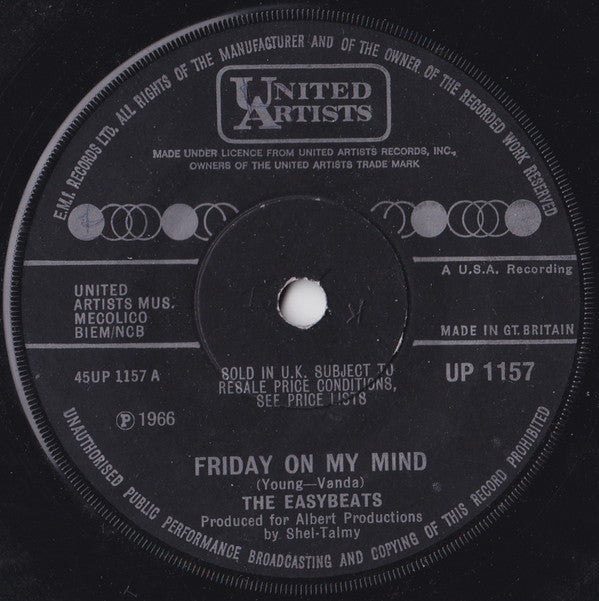 E.M.I. RECORDS LTD. ALL RIGHTS OF THE MANUFACTURER AND OF THE OWNER OF THE RECORDED WORK RESERVED
UNITED
ARTISTS
MADE UNDER LICENCE FROM UNITED ARTISTS RECORDS, INC.,
OWNERS OF THE UNITED ARTISTS TRADE MARK
A U.S.A. Recording
UNITED
ARTISTS MUS.
MECOLICO
BIEM/NCB
MADE IN GT. BRITAIN
45UP 1157 A
SOLD IN U.K. SUBJECT TO
RESALE PRICE CONDITIONS,
SEE PRICE LISTS
UP 1157
Ⓟ 1966
FRIDAY ON MY MIND
(Young—Vanda)
THE EASYBEATS
Produced for Albert Productions
by Shel-Talmy
UNAUTHORISED PUBLIC PERFORMANCE BROADCASTING AND COPYING OF THIS RECORD PROHIBITED